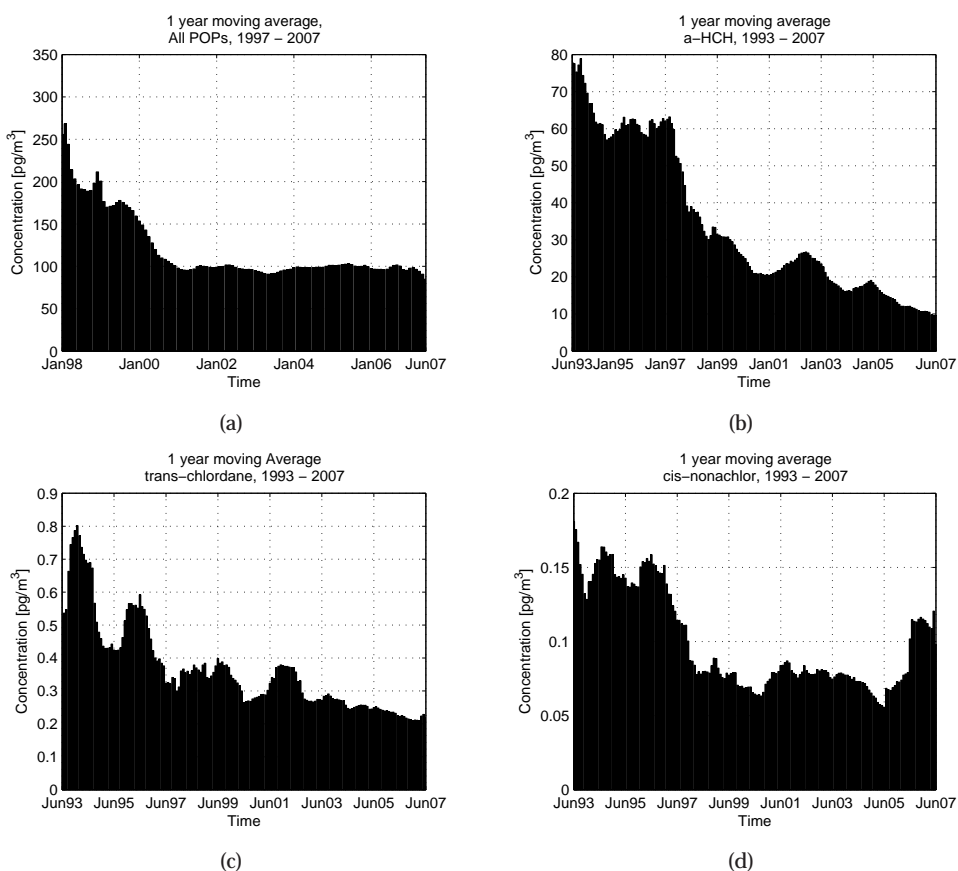 1 year moving average,
All POPs, 1997 – 2007
350
300
250
200
150
100
50
0
Concentration [pg/m³]
Jan98 Jan00 Jan02 Jan04 Jan06 Jun07
Time
(a)
1 year moving average
a–HCH, 1993 – 2007
80
70
60
50
40
30
20
10
0
Concentration [pg/m³]
Jun93 Jan95 Jan97 Jan99 Jan01 Jan03 Jan05 Jun07
Time
(b)
1 year moving Average
trans–chlordane, 1993 – 2007
0.9
0.8
0.7
0.6
0.5
0.4
0.3
0.2
0.1
0
Concentration [pg/m³]
Jun93 Jun95 Jun97 Jun99 Jun01 Jun03 Jun05 Jun07
Time
(c)
1 year moving average
cis–nonachlor, 1993 – 2007
0.2
0.15
0.1
0.05
0
Concentration [pg/m³]
Jun93 Jun95 Jun97 Jun99 Jun01 Jun03 Jun05 Jun07
Time
(d)